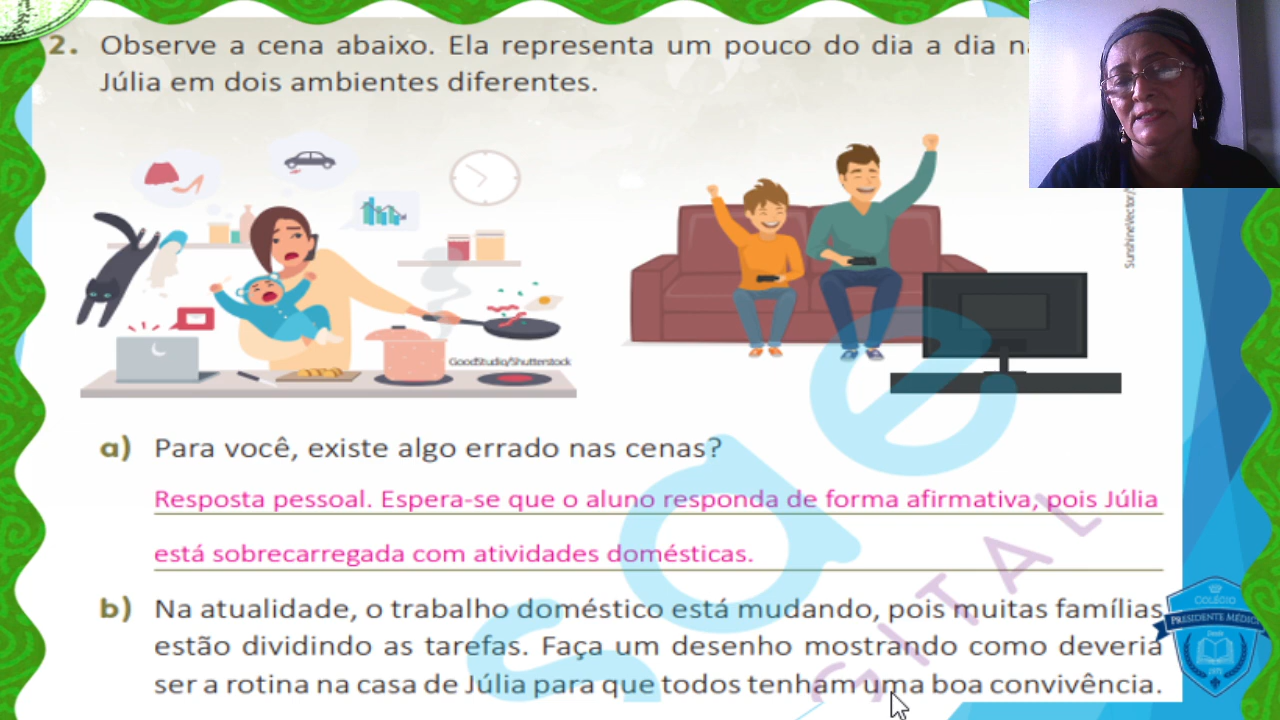 2. Observe a cena abaixo. Ela representa um pouco do dia a dia
Júlia em dois ambientes diferentes.
GoodStudio/Shutterstock
SunshineVector/
a) Para você, existe algo errado nas cenas?
Resposta pessoal. Espera-se que o aluno responda de forma afirmativa, pois Júlia
está sobrecarregada com atividades domésticas.
b) Na atualidade, o trabalho doméstico está mudando, pois muitas famílias
estão dividindo as tarefas. Faça um desenho mostrando como deveria
ser a rotina na casa de Júlia para que todos tenham uma boa convivência.
sae
GITAL
COLÉGIO
PRESIDENTE MÉDICI